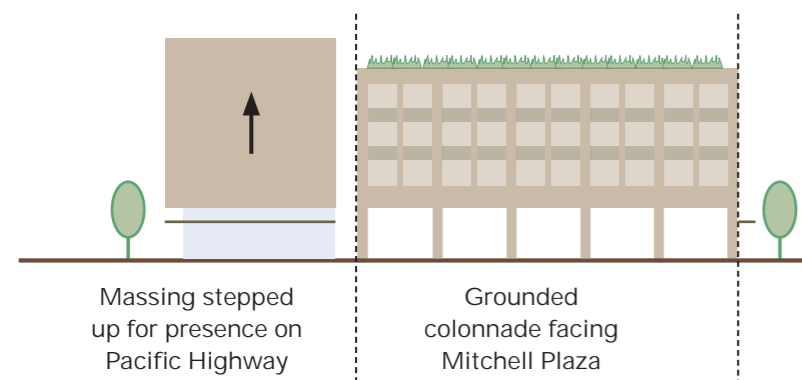 Massing stepped
up for presence on
Pacific Highway
Grounded
colonnade facing
Mitchell Plaza